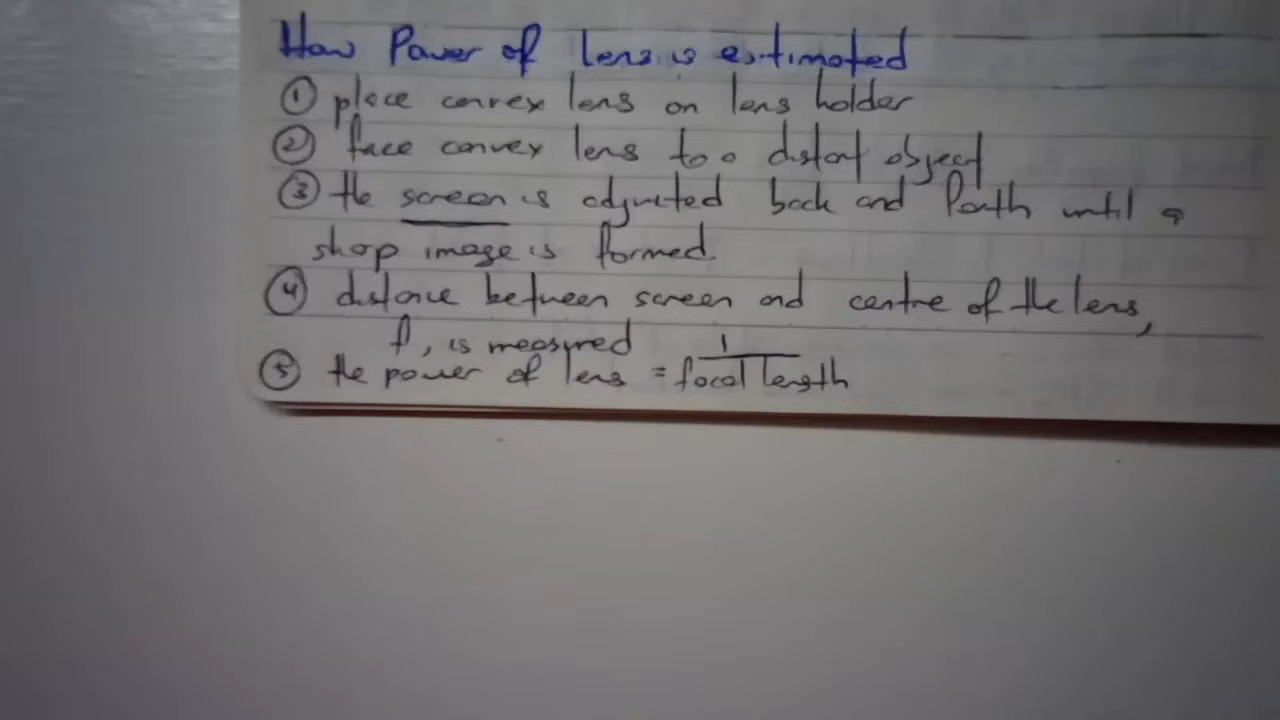 How Power of lens is estimated
① place convex lens on lens holder
② face convex lens to a distant object
③ the screen is adjusted back and forth until a
sharp image is formed.
④ distance between screen and centre of the lens,
f, is measured
⑤ the power of lens = 1/focal length